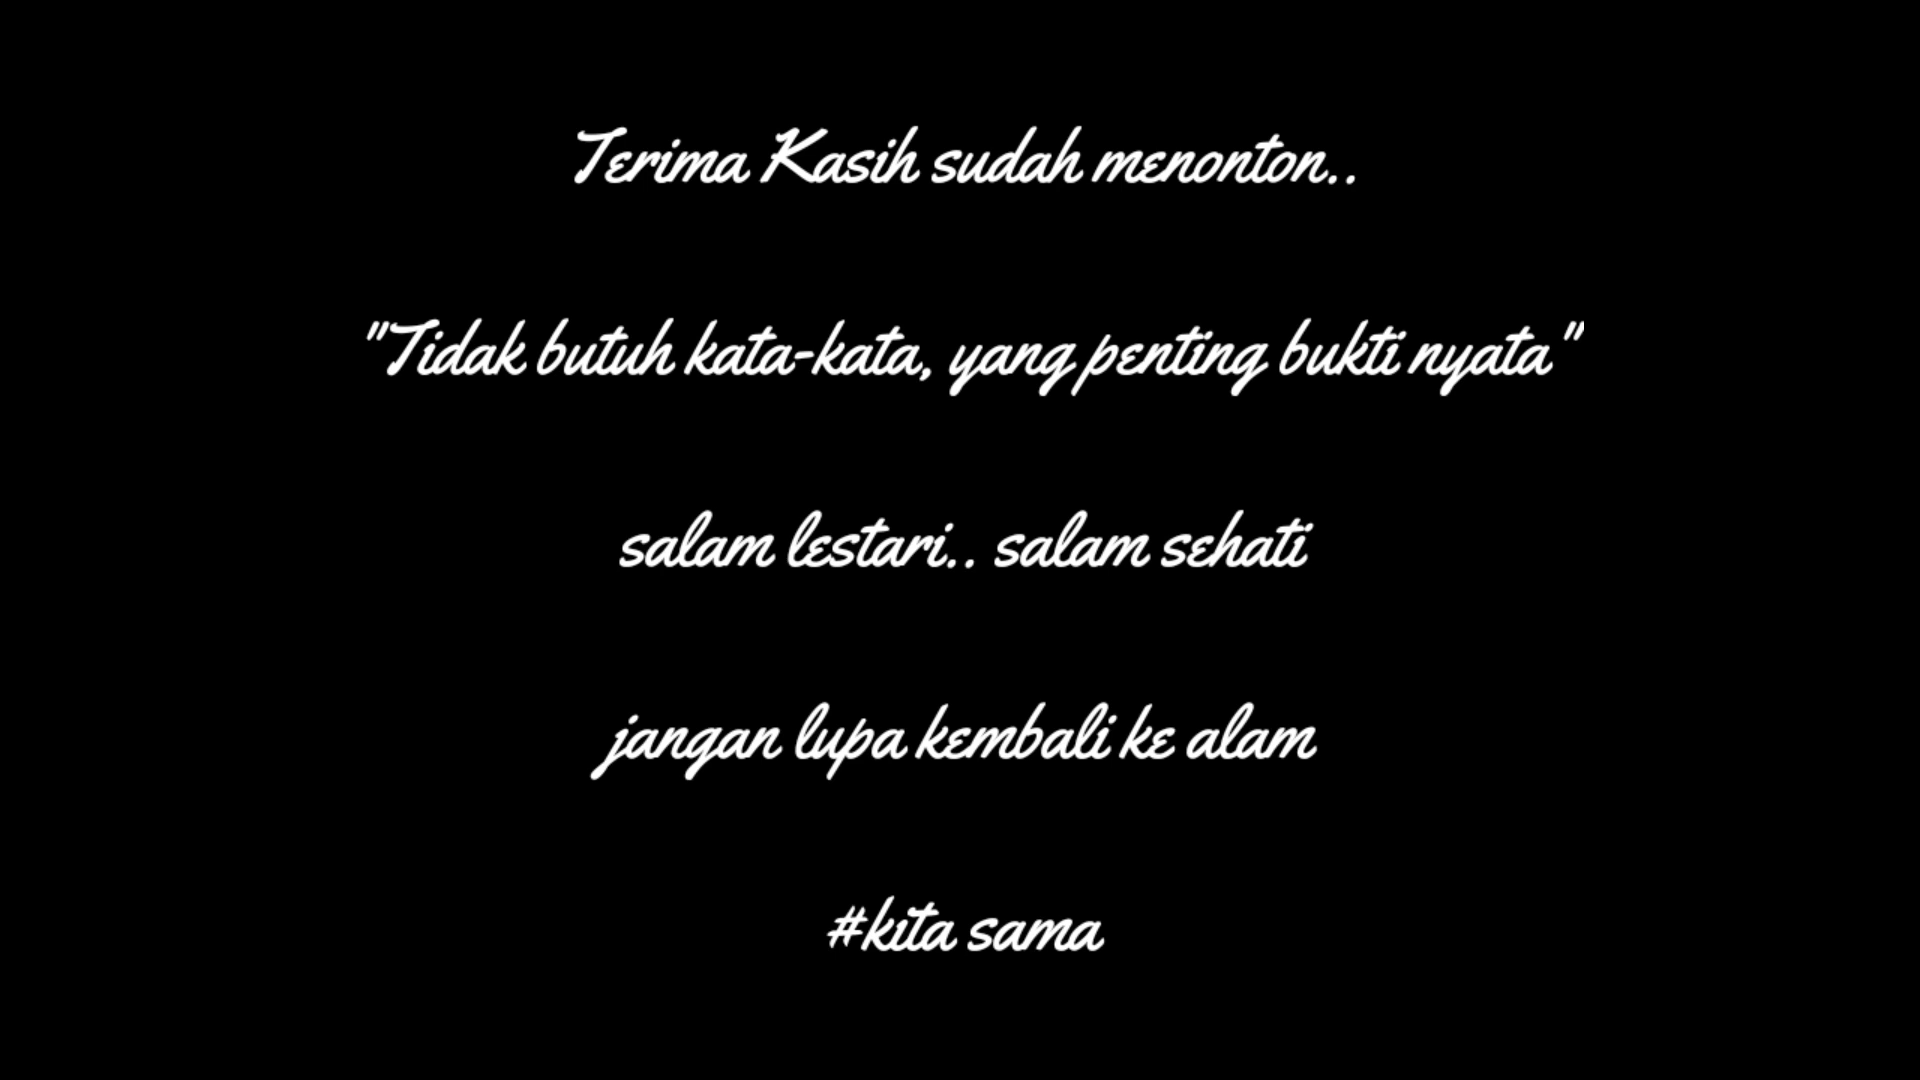 Terima Kasih sudah menonton..
"Tidak butuh kata-kata, yang penting bukti nyata"
salam lestari.. salam sehati
jangan lupa kembali ke alam
#kita sama